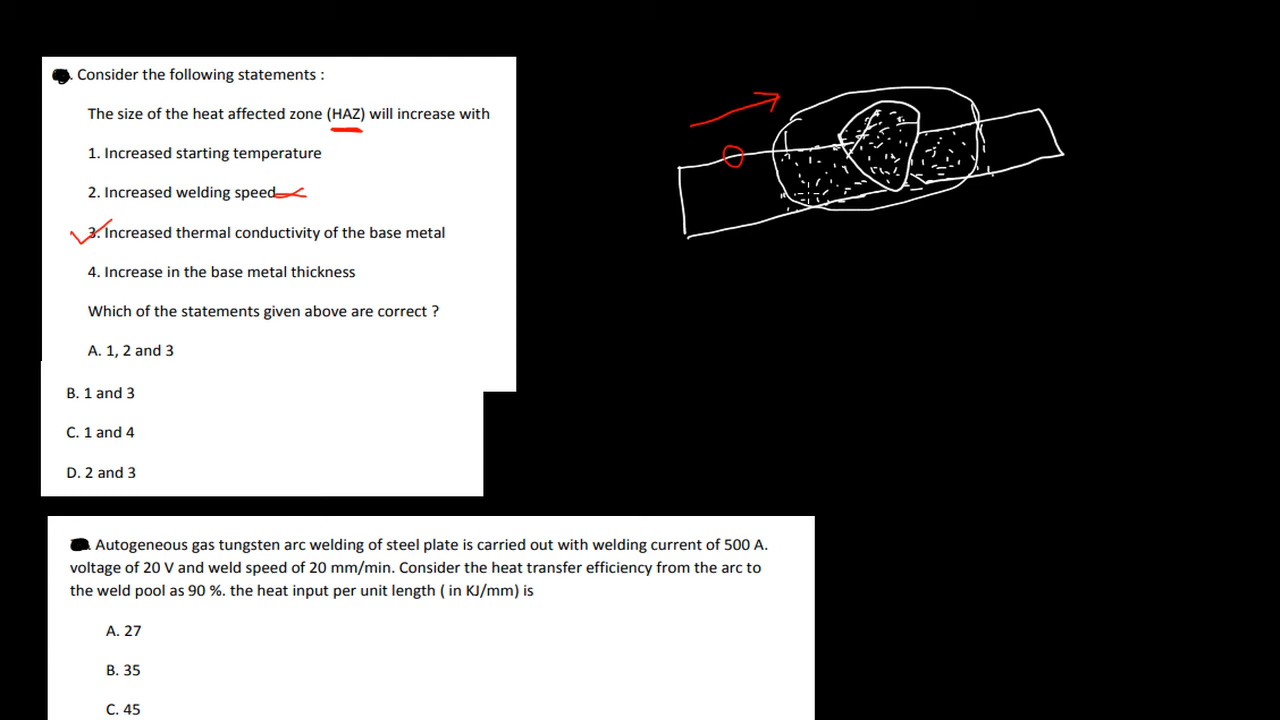 . Consider the following statements :
The size of the heat affected zone (HAZ) will increase with
1. Increased starting temperature
2. Increased welding speed
3. Increased thermal conductivity of the base metal
4. Increase in the base metal thickness
Which of the statements given above are correct ?
A. 1, 2 and 3
B. 1 and 3
C. 1 and 4
D. 2 and 3
. Autogeneous gas tungsten arc welding of steel plate is carried out with welding current of 500 A.
voltage of 20 V and weld speed of 20 mm/min. Consider the heat transfer efficiency from the arc to
the weld pool as 90 %. the heat input per unit length ( in KJ/mm) is
A. 27
B. 35
C. 45